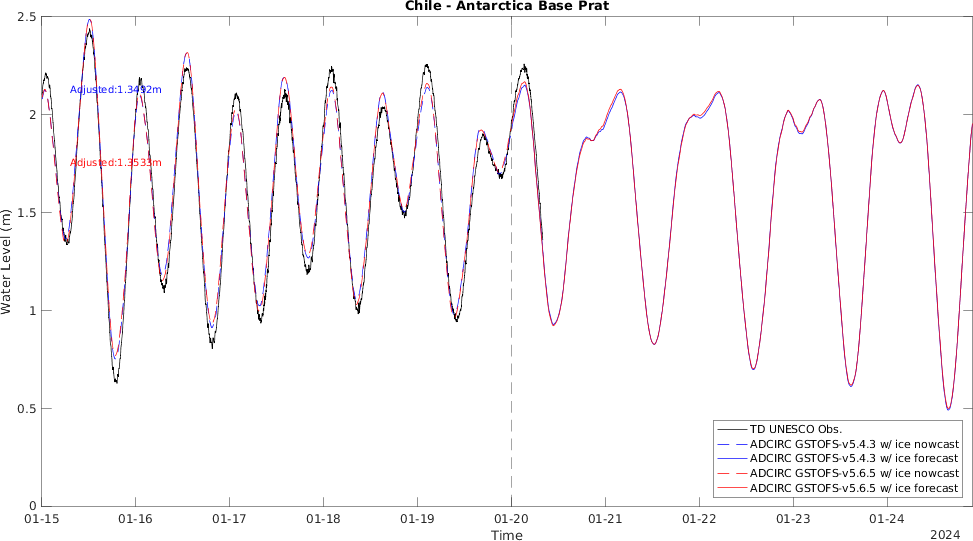 Chile - Antarctica Base Prat
2.5
2
1.5
1
0.5
0
Water Level (m)
Adjusted:1.3492m
Adjusted:1.3533m
TD UNESCO Obs.
ADCIRC GSTOFS-v5.4.3 w/ ice nowcast
ADCIRC GSTOFS-v5.4.3 w/ ice forecast
ADCIRC GSTOFS-v5.6.5 w/ ice nowcast
ADCIRC GSTOFS-v5.6.5 w/ ice forecast
01-15 01-16 01-17 01-18 01-19 01-20 01-21 01-22 01-23 01-24
Time
2024